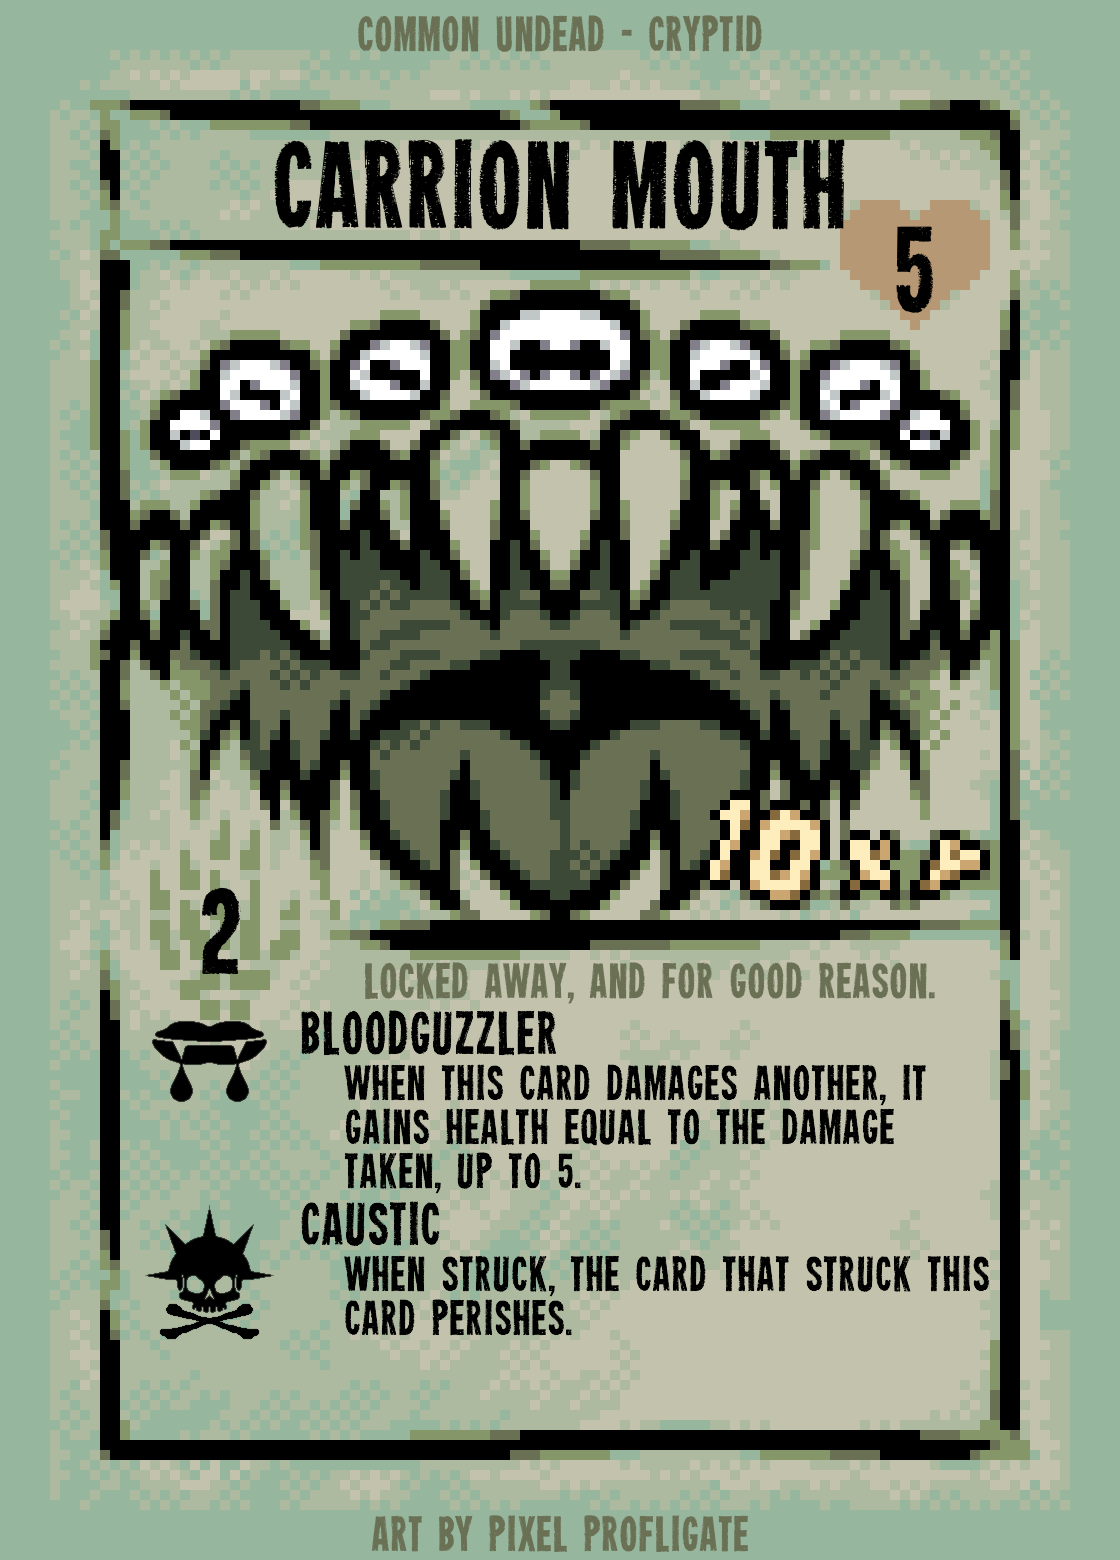 COMMON UNDEAD - CRYPTID
CARRION MOUTH
5
10 XP
2
LOCKED AWAY, AND FOR GOOD REASON.
BLOODGUZZLER
WHEN THIS CARD DAMAGES ANOTHER, IT
GAINS HEALTH EQUAL TO THE DAMAGE
TAKEN, UP TO 5.
CAUSTIC
WHEN STRUCK, THE CARD THAT STRUCK THIS
CARD PERISHES.
ART BY PIXEL PROFLIGATE